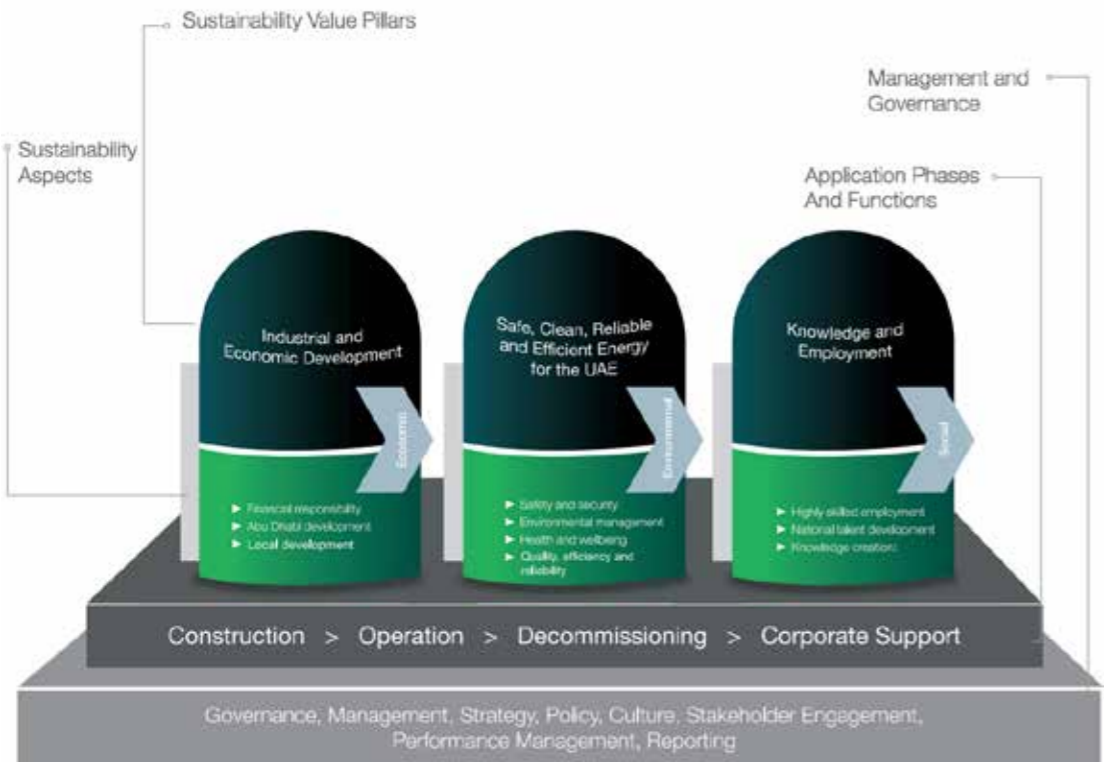 Sustainability Value Pillars
Management and
Governance
Sustainability
Aspects
Application Phases
And Functions
Industrial and
Economic Development
Economic
► Financial responsibility
► Abu Dhabi development
► Local development
Safe, Clean, Reliable
and Efficient Energy
for the UAE
Environmental
► Safety and security
► Environmental management
► Health and wellbeing
► Quality, efficiency and
reliability
Knowledge and
Employment
Social
► Highly skilled employment
► National talent development
► Knowledge creation
Construction > Operation > Decommissioning > Corporate Support
Governance, Management, Strategy, Policy, Culture, Stakeholder Engagement,
Performance Management, Reporting